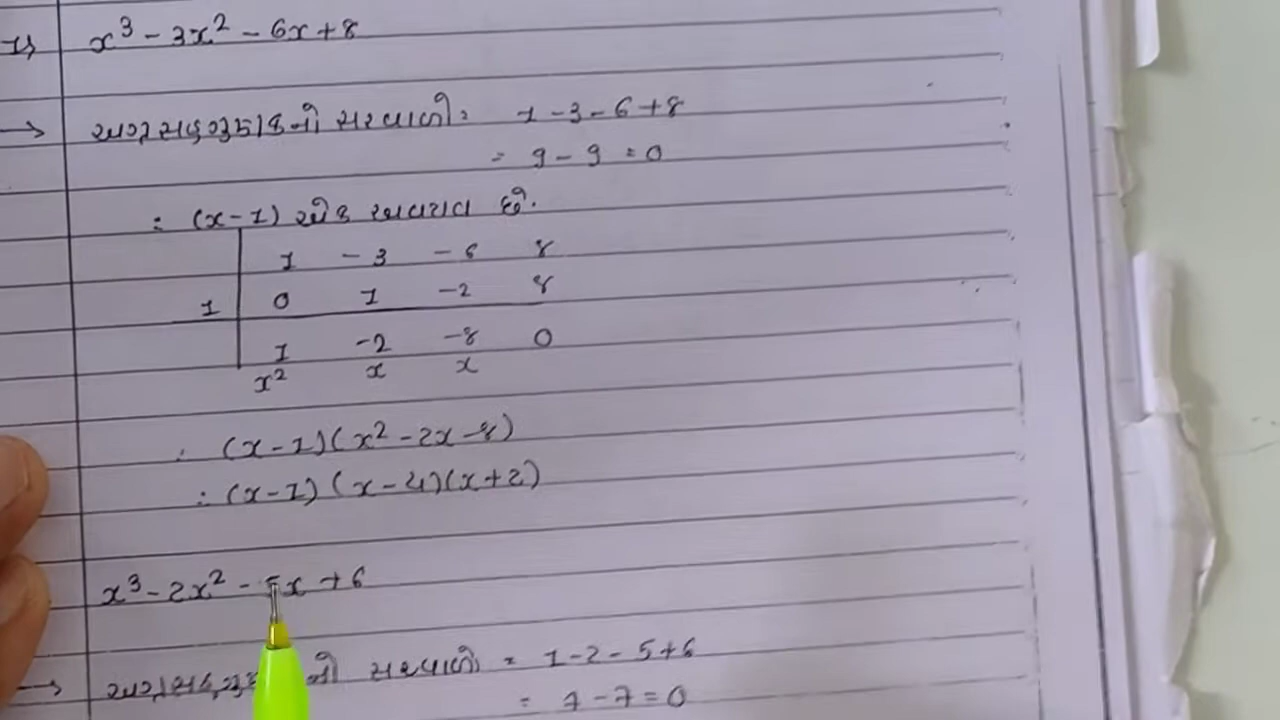 1) x³ - 3x² - 6x + 8
→ સહગુણકોનો સરવાળો = 1 - 3 - 6 + 8
= 9 - 9 = 0
∴ (x - 1) એક અવયવ છે.
1 - 3 - 6 8
1 0 1 -2 8
1 -2 -8 0
x² x x
∴ (x - 1)(x² - 2x - 8)
∴ (x - 1)(x - 4)(x + 2)
x³ - 2x² - 5x + 6
→ સરવાળો = 1 - 2 - 5 + 6
= 7 - 7 = 0